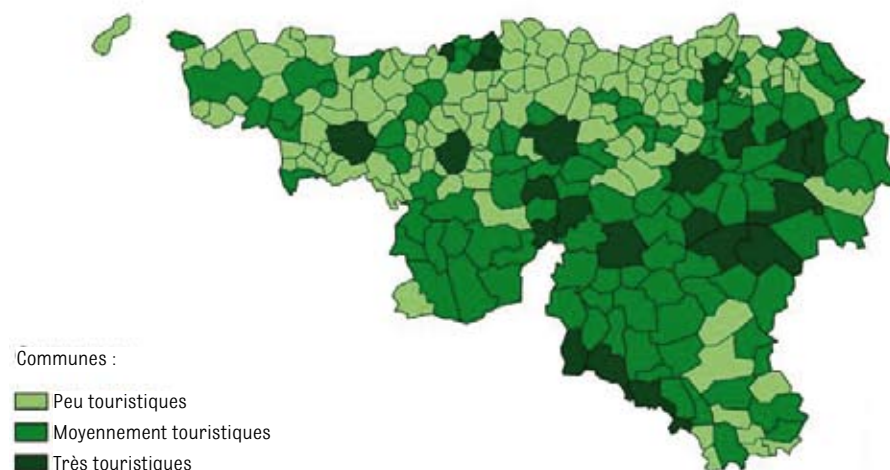 Communes :
Peu touristiques
Moyennement touristiques
Très touristiques